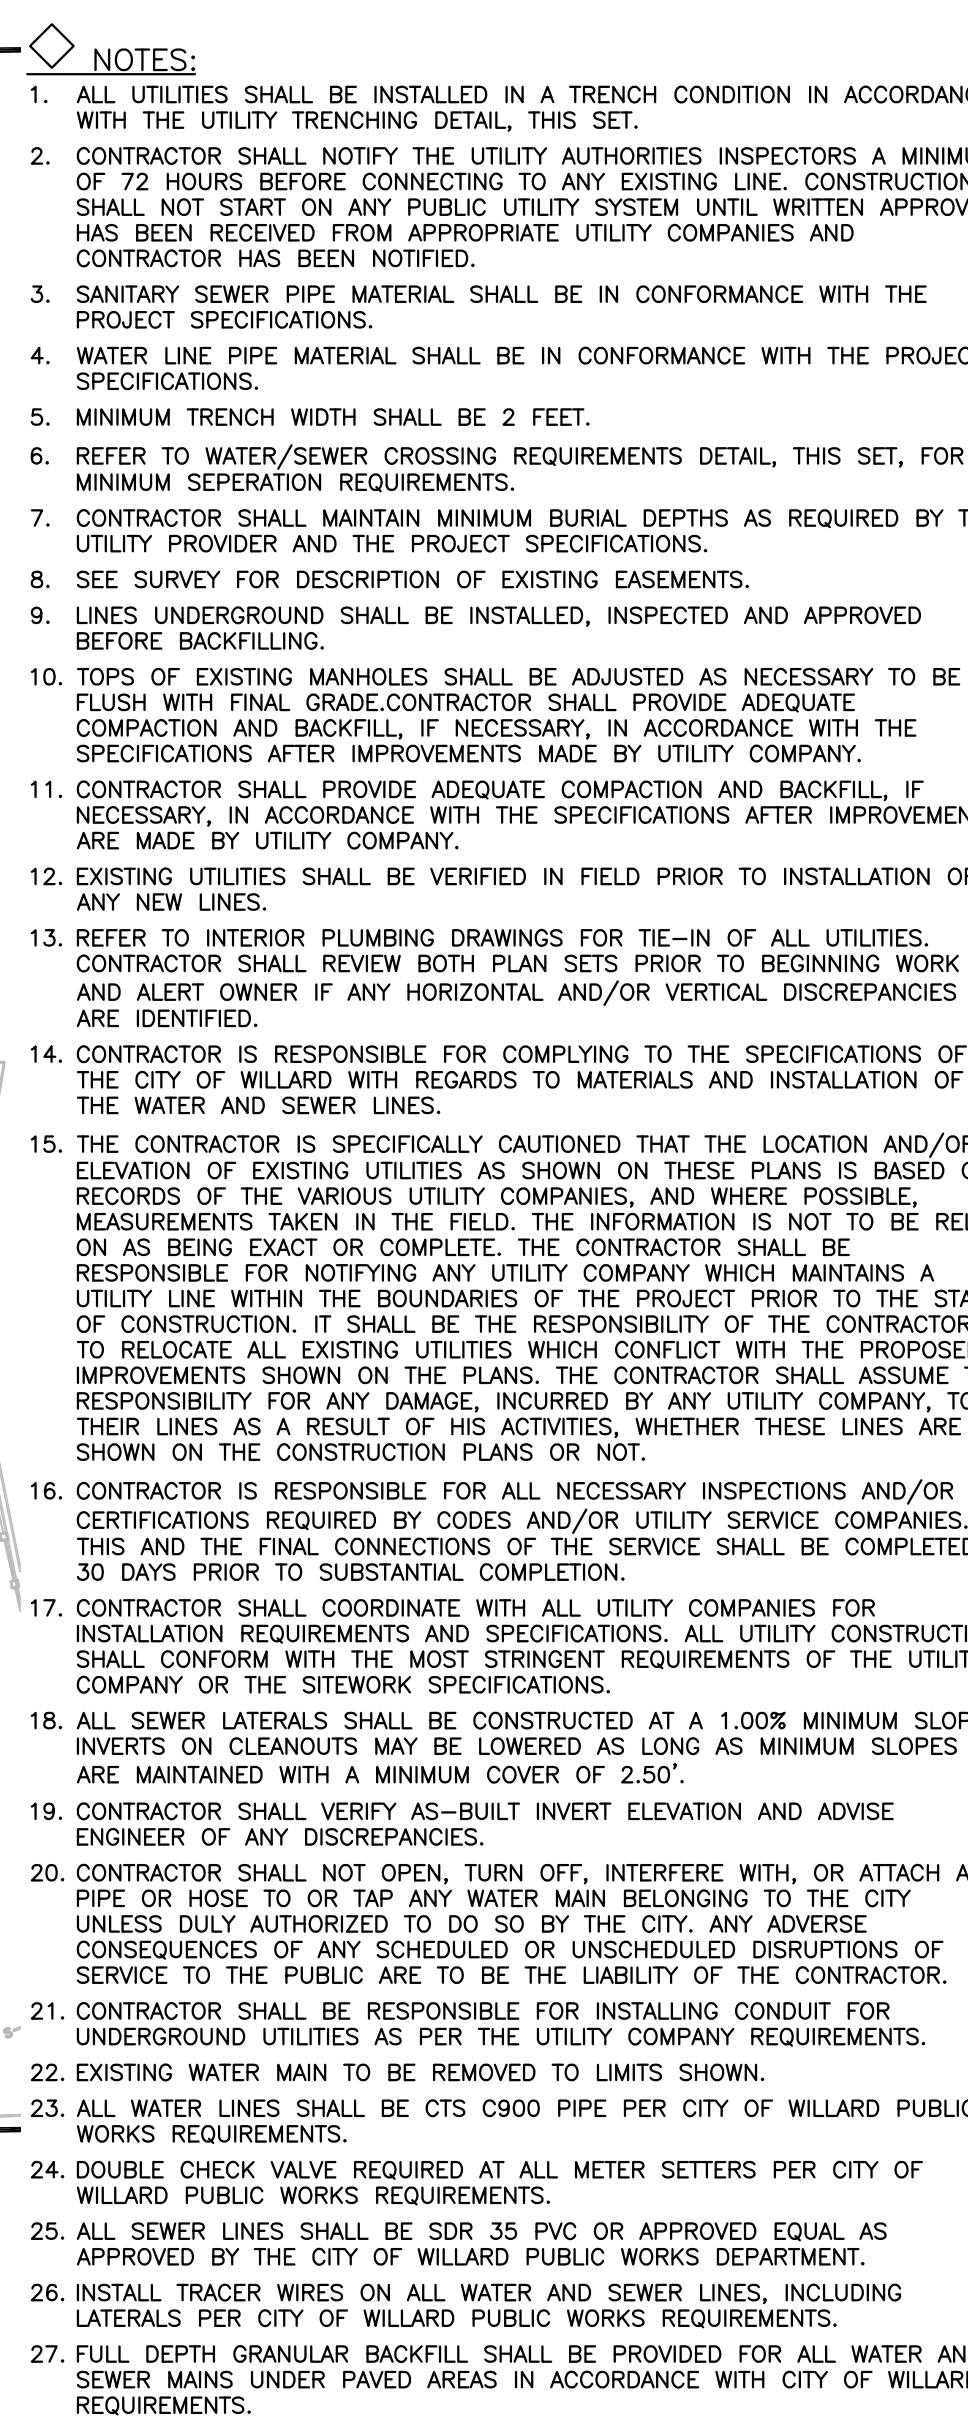 NOTES:
1. ALL UTILITIES SHALL BE INSTALLED IN A TRENCH CONDITION IN
WITH THE UTILITY TRENCHING DETAIL, THIS SET.
2. CONTRACTOR SHALL NOTIFY THE UTILITY AUTHORITIES INSPECTORS A
OF 72 HOURS BEFORE CONNECTING TO ANY EXISTING LINE. CONSTRUCTION
SHALL NOT START ON ANY PUBLIC UTILITY SYSTEM UNTIL WRITTEN
HAS BEEN RECEIVED FROM APPROPRIATE UTILITY COMPANIES AND
CONTRACTOR HAS BEEN NOTIFIED.
3. SANITARY SEWER PIPE MATERIAL SHALL BE IN CONFORMANCE WITH THE
PROJECT SPECIFICATIONS.
4. WATER LINE PIPE MATERIAL SHALL BE IN CONFORMANCE WITH THE
SPECIFICATIONS.
5. MINIMUM TRENCH WIDTH SHALL BE 2 FEET.
6. REFER TO WATER/SEWER CROSSING REQUIREMENTS DETAIL, THIS SET, FOR
MINIMUM SEPERATION REQUIREMENTS.
7. CONTRACTOR SHALL MAINTAIN MINIMUM BURIAL DEPTHS AS REQUIRED BY
UTILITY PROVIDER AND THE PROJECT SPECIFICATIONS.
8. SEE SURVEY FOR DESCRIPTION OF EXISTING EASEMENTS.
9. LINES UNDERGROUND SHALL BE INSTALLED, INSPECTED AND APPROVED
BEFORE BACKFILLING.
10. TOPS OF EXISTING MANHOLES SHALL BE ADJUSTED AS NECESSARY TO BE
FLUSH WITH FINAL GRADE.CONTRACTOR SHALL PROVIDE ADEQUATE
COMPACTION AND BACKFILL, IF NECESSARY, IN ACCORDANCE WITH THE
SPECIFICATIONS AFTER IMPROVEMENTS MADE BY UTILITY COMPANY.
11. CONTRACTOR SHALL PROVIDE ADEQUATE COMPACTION AND BACKFILL, IF
NECESSARY, IN ACCORDANCE WITH THE SPECIFICATIONS AFTER
ARE MADE BY UTILITY COMPANY.
12. EXISTING UTILITIES SHALL BE VERIFIED IN FIELD PRIOR TO INSTALLATION OF
ANY NEW LINES.
13. REFER TO INTERIOR PLUMBING DRAWINGS FOR TIE-IN OF ALL UTILITIES.
CONTRACTOR SHALL REVIEW BOTH PLAN SETS PRIOR TO BEGINNING WORK
AND ALERT OWNER IF ANY HORIZONTAL AND/OR VERTICAL DISCREPANCIES
ARE IDENTIFIED.
14. CONTRACTOR IS RESPONSIBLE FOR COMPLYING TO THE SPECIFICATIONS OF
THE CITY OF WILLARD WITH REGARDS TO MATERIALS AND INSTALLATION OF
THE WATER AND SEWER LINES.
15. THE CONTRACTOR IS SPECIFICALLY CAUTIONED THAT THE LOCATION AND/OR
ELEVATION OF EXISTING UTILITIES AS SHOWN ON THESE PLANS IS BASED
RECORDS OF THE VARIOUS UTILITY COMPANIES, AND WHERE POSSIBLE,
MEASUREMENTS TAKEN IN THE FIELD. THE INFORMATION IS NOT TO BE
ON AS BEING EXACT OR COMPLETE. THE CONTRACTOR SHALL BE
RESPONSIBLE FOR NOTIFYING ANY UTILITY COMPANY WHICH MAINTAINS A
UTILITY LINE WITHIN THE BOUNDARIES OF THE PROJECT PRIOR TO THE
OF CONSTRUCTION. IT SHALL BE THE RESPONSIBILITY OF THE CONTRACTOR
TO RELOCATE ALL EXISTING UTILITIES WHICH CONFLICT WITH THE
IMPROVEMENTS SHOWN ON THE PLANS. THE CONTRACTOR SHALL ASSUME
RESPONSIBILITY FOR ANY DAMAGE, INCURRED BY ANY UTILITY COMPANY, TO
THEIR LINES AS A RESULT OF HIS ACTIVITIES, WHETHER THESE LINES ARE
SHOWN ON THE CONSTRUCTION PLANS OR NOT.
16. CONTRACTOR IS RESPONSIBLE FOR ALL NECESSARY INSPECTIONS AND/OR
CERTIFICATIONS REQUIRED BY CODES AND/OR UTILITY SERVICE COMPANIES.
THIS AND THE FINAL CONNECTIONS OF THE SERVICE SHALL BE COMPLETED
30 DAYS PRIOR TO SUBSTANTIAL COMPLETION.
17. CONTRACTOR SHALL COORDINATE WITH ALL UTILITY COMPANIES FOR
INSTALLATION REQUIREMENTS AND SPECIFICATIONS. ALL UTILITY
SHALL CONFORM WITH THE MOST STRINGENT REQUIREMENTS OF THE
COMPANY OR THE SITEWORK SPECIFICATIONS.
18. ALL SEWER LATERALS SHALL BE CONSTRUCTED AT A 1.00% MINIMUM
INVERTS ON CLEANOUTS MAY BE LOWERED AS LONG AS MINIMUM SLOPES
ARE MAINTAINED WITH A MINIMUM COVER OF 2.50'.
19. CONTRACTOR SHALL VERIFY AS-BUILT INVERT ELEVATION AND ADVISE
ENGINEER OF ANY DISCREPANCIES.
20. CONTRACTOR SHALL NOT OPEN, TURN OFF, INTERFERE WITH, OR ATTACH
PIPE OR HOSE TO OR TAP ANY WATER MAIN BELONGING TO THE CITY
UNLESS DULY AUTHORIZED TO DO SO BY THE CITY. ANY ADVERSE
CONSEQUENCES OF ANY SCHEDULED OR UNSCHEDULED DISRUPTIONS OF
SERVICE TO THE PUBLIC ARE TO BE THE LIABILITY OF THE CONTRACTOR.
21. CONTRACTOR SHALL BE RESPONSIBLE FOR INSTALLING CONDUIT FOR
UNDERGROUND UTILITIES AS PER THE UTILITY COMPANY REQUIREMENTS.
22. EXISTING WATER MAIN TO BE REMOVED TO LIMITS SHOWN.
23. ALL WATER LINES SHALL BE CTS C900 PIPE PER CITY OF WILLARD PUBLIC
WORKS REQUIREMENTS.
24. DOUBLE CHECK VALVE REQUIRED AT ALL METER SETTERS PER CITY OF
WILLARD PUBLIC WORKS REQUIREMENTS.
25. ALL SEWER LINES SHALL BE SDR 35 PVC OR APPROVED EQUAL AS
APPROVED BY THE CITY OF WILLARD PUBLIC WORKS DEPARTMENT.
26. INSTALL TRACER WIRES ON ALL WATER AND SEWER LINES, INCLUDING
LATERALS PER CITY OF WILLARD PUBLIC WORKS REQUIREMENTS.
27. FULL DEPTH GRANULAR BACKFILL SHALL BE PROVIDED FOR ALL WATER
SEWER MAINS UNDER PAVED AREAS IN ACCORDANCE WITH CITY OF WILLARD
REQUIREMENTS.